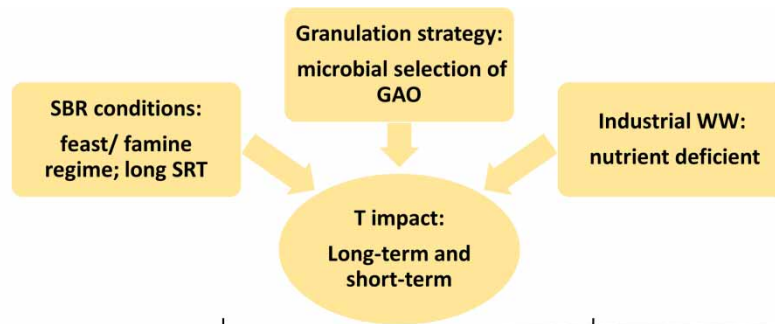 Granulation strategy:
microbial selection of
GAO
SBR conditions:
feast/ famine
regime; long SRT
Industrial WW:
nutrient deficient
T impact:
Long-term and
short-term